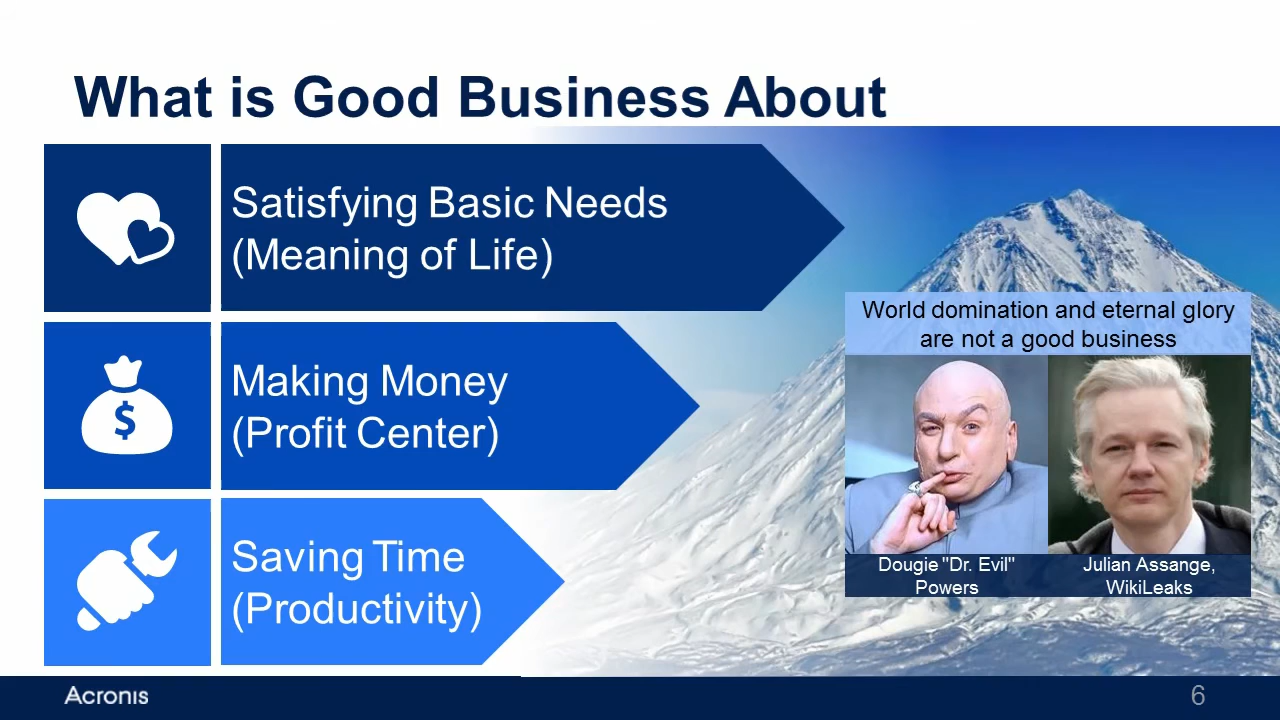 What is Good Business About
Satisfying Basic Needs
(Meaning of Life)
Making Money
(Profit Center)
$
Saving Time
(Productivity)
World domination and eternal glory
are not a good business
Dougie "Dr. Evil"
Powers
Julian Assange,
WikiLeaks
Acronis
6